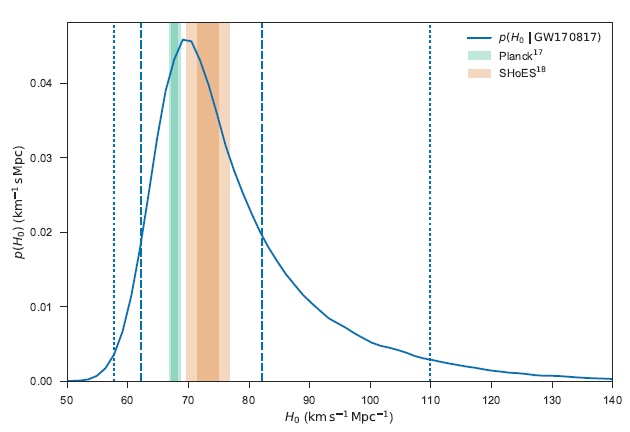 p(H₀ | GW170817)
Planck¹⁷
SHoES¹⁸
0.04
0.03
0.02
0.01
0.00
p(H₀) (km⁻¹ s Mpc)
50 60 70 80 90 100 110 120 130 140
H₀ (km s⁻¹ Mpc⁻¹)